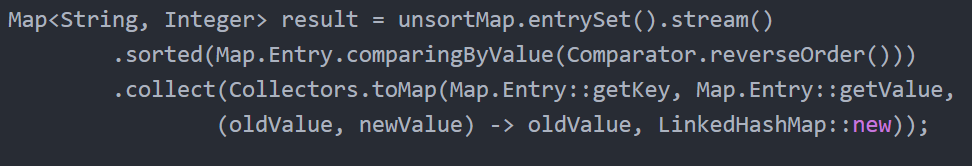 Map<String, Integer> result = unsortMap.entrySet().stream()
.sorted(Map.Entry.comparingByValue(Comparator.reverseOrder()))
.collect(Collectors.toMap(Map.Entry::getKey, Map.Entry::getValue,
(oldValue, newValue) -> oldValue, LinkedHashMap::new));